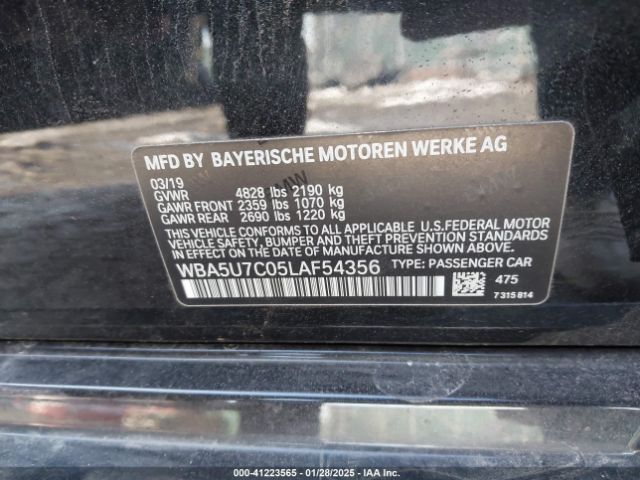 MFD BY BAYERISCHE MOTOREN WERKE AG
03/19
GVWR 4828 lbs 2190 kg
GAWR FRONT 2359 lbs 1070 kg
GAWR REAR 2690 lbs 1220 kg
THIS VEHICLE CONFORMS TO ALL APPLICABLE U.S.FEDERAL MOTOR
VEHICLE SAFETY, BUMPER AND THEFT PREVENTION STANDARDS
IN EFFECT ON THE DATE OF MANUFACTURE SHOWN ABOVE.
WBA5U7C05LAF54356 TYPE: PASSENGER CAR
475
7315814
000-41223565 | 01/28/2025 | IAA Inc.